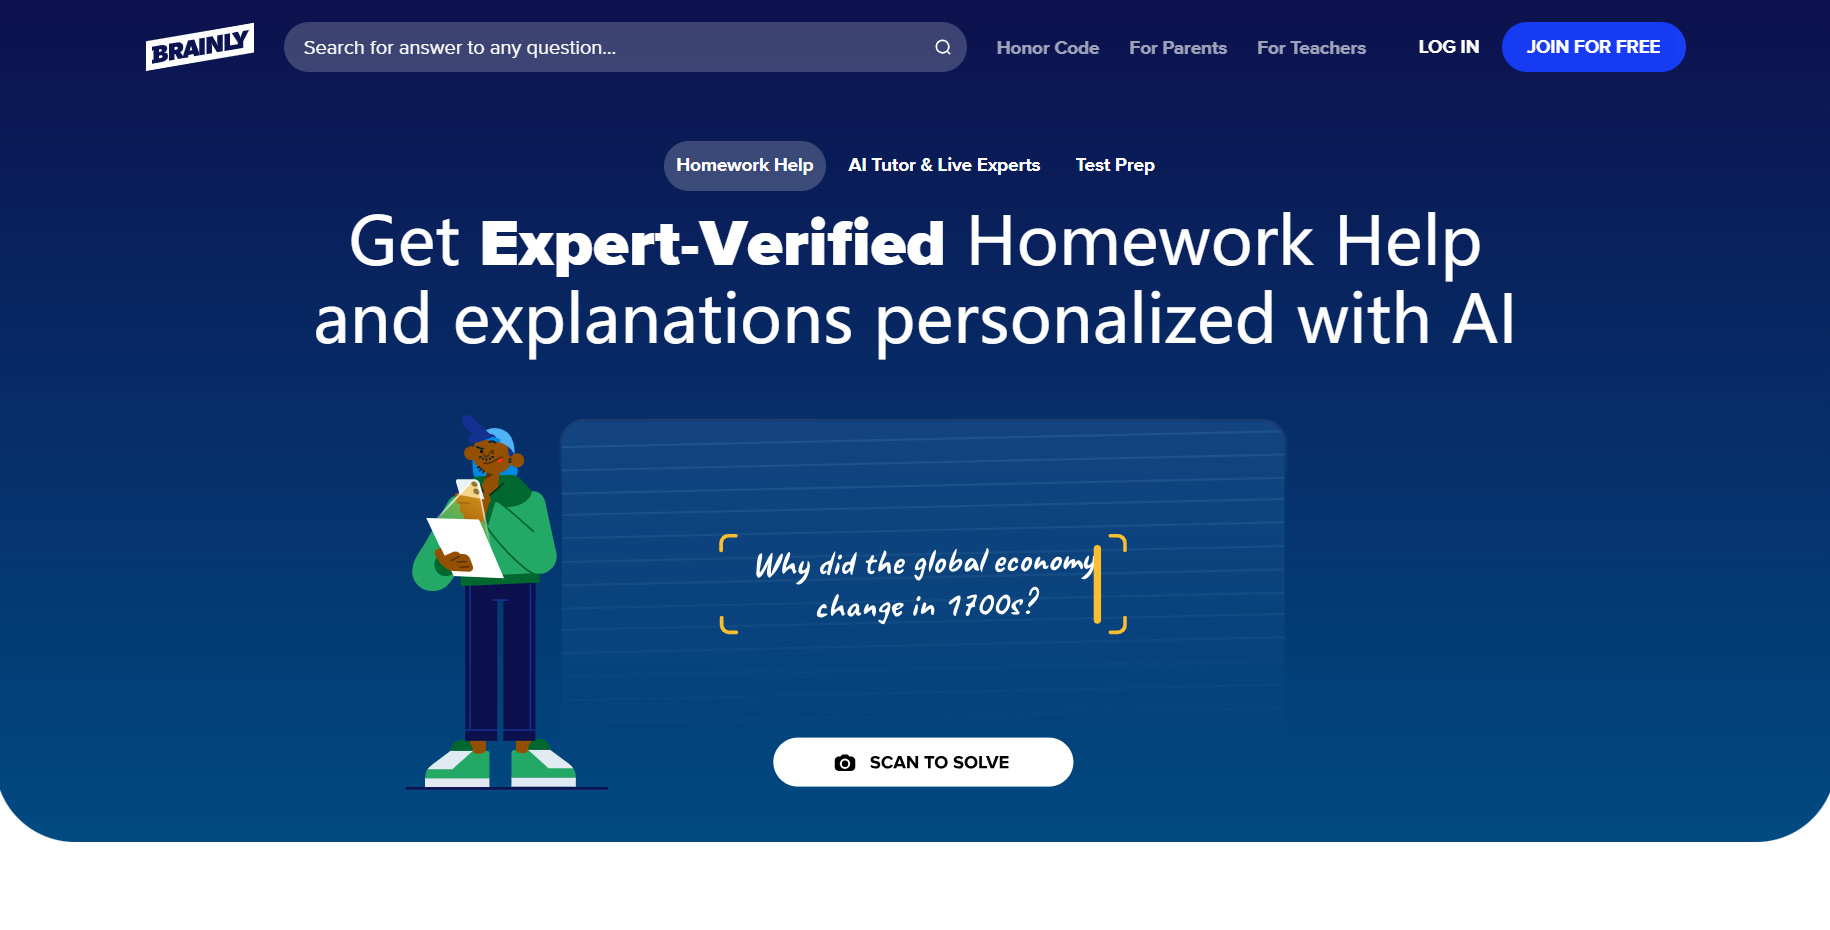 BRAINLY
Search for answer to any question...
Honor Code
For Parents
For Teachers
LOG IN
JOIN FOR FREE
Homework Help
AI Tutor & Live Experts
Test Prep
Get Expert-Verified Homework Help
and explanations personalized with AI
Why did the global economy
change in 1700s?
SCAN TO SOLVE